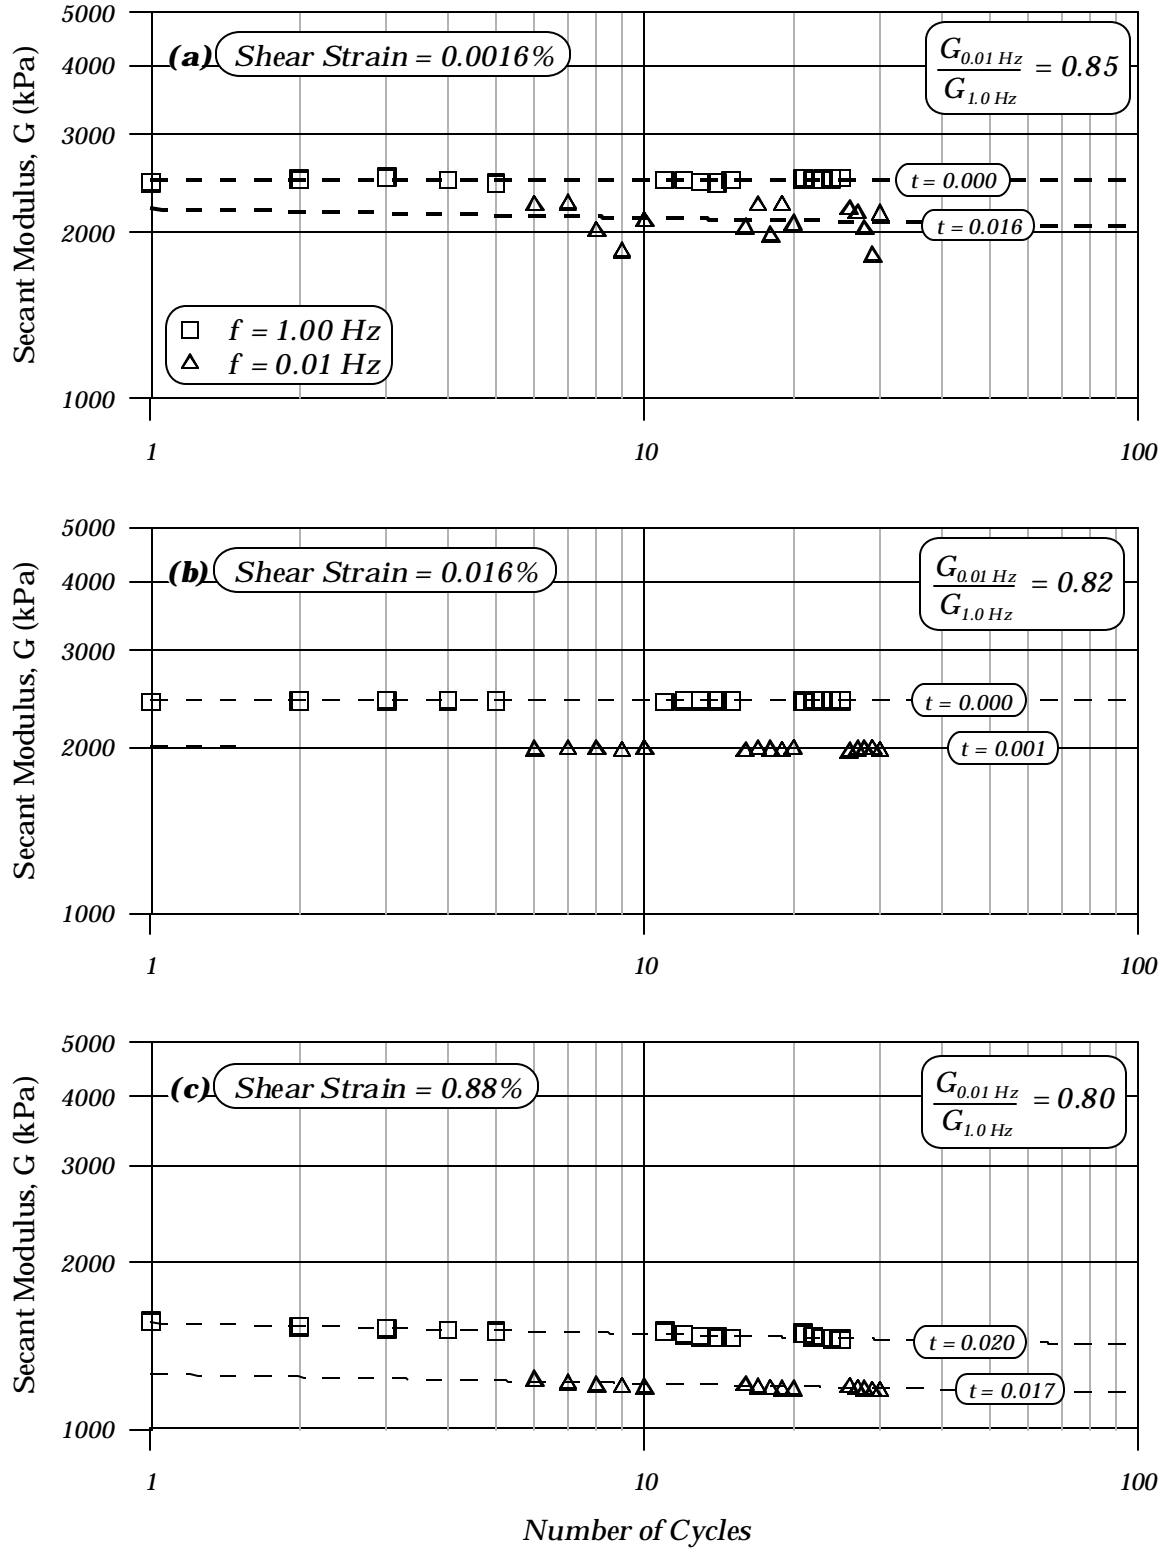 5000
(a) Shear Strain = 0.0016%
G0.01 Hz
G1.0 Hz
= 0.85
4000
3000
t = 0.000
2000
t = 0.016
f = 1.00 Hz
f = 0.01 Hz
1000
1 10 100
Secant Modulus, G (kPa)
5000
(b) Shear Strain = 0.016%
G0.01 Hz
G1.0 Hz
= 0.82
4000
3000
t = 0.000
2000
t = 0.001
1000
1 10 100
Secant Modulus, G (kPa)
5000
(c) Shear Strain = 0.88%
G0.01 Hz
G1.0 Hz
= 0.80
4000
3000
2000
t = 0.020
t = 0.017
1000
1 10 100
Secant Modulus, G (kPa)
Number of Cycles